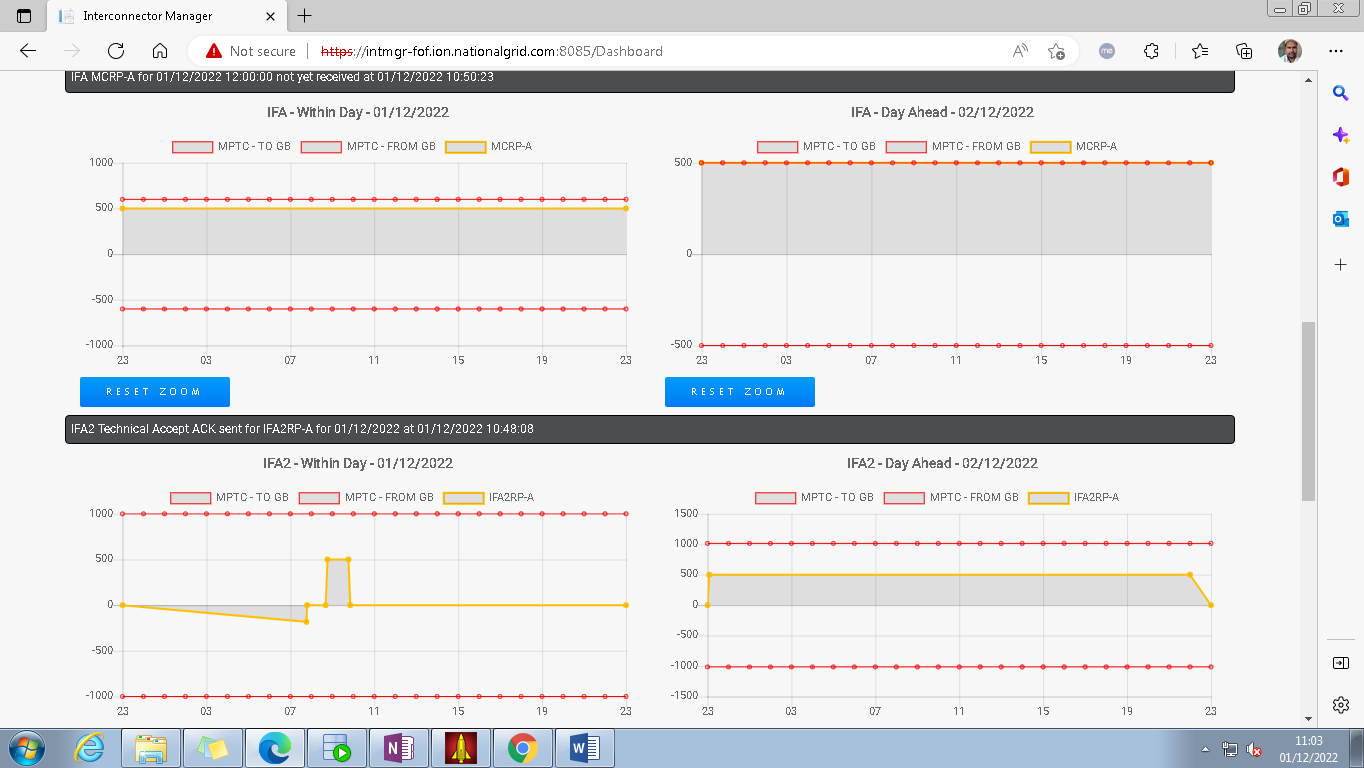 Interconnector Manager
Not secure https://intmgr-fof.ion.nationalgrid.com:8085/Dashboard
IFA MCRP-A for 01/12/2022 12:00:00 not yet received at 01/12/2022 10:50:23
IFA - Within Day - 01/12/2022
MPTC - TO GB MPTC - FROM GB MCRP-A
1000
500
0
-500
-1000
23 03 07 11 15 19 23
RESET ZOOM
IFA - Day Ahead - 02/12/2022
MPTC - TO GB MPTC - FROM GB MCRP-A
500
0
-500
23 03 07 11 15 19 23
RESET ZOOM
IFA2 Technical Accept ACK sent for IFA2RP-A for 01/12/2022 at 01/12/2022 10:48:08
IFA2 - Within Day - 01/12/2022
MPTC - TO GB MPTC - FROM GB IFA2RP-A
1000
500
0
-500
-1000
23 03 07 11 15 19 23
IFA2 - Day Ahead - 02/12/2022
MPTC - TO GB MPTC - FROM GB IFA2RP-A
1500
1000
500
0
-500
-1000
-1500
23 03 07 11 15 19 23
11:03
01/12/2022